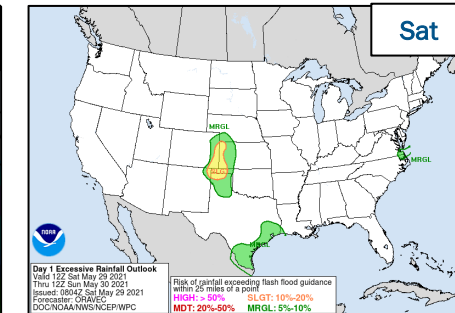 Sat
MRGL
SLGT
MRGL
MRGL
NOAA
Day 1 Excessive Rainfall Outlook
Valid 12Z Sat May 29 2021
Thru 12Z Sun May 30 2021
Issued: 0804Z Sat May 29 2021
Forecaster: ORAVEC
DOC/NOAA/NWS/NCEP/WPC
Risk of rainfall exceeding flash flood guidance
within 25 miles of a point
HIGH: > 50% SLGT: 10%-20%
MDT: 20%-50% MRGL: 5%-10%